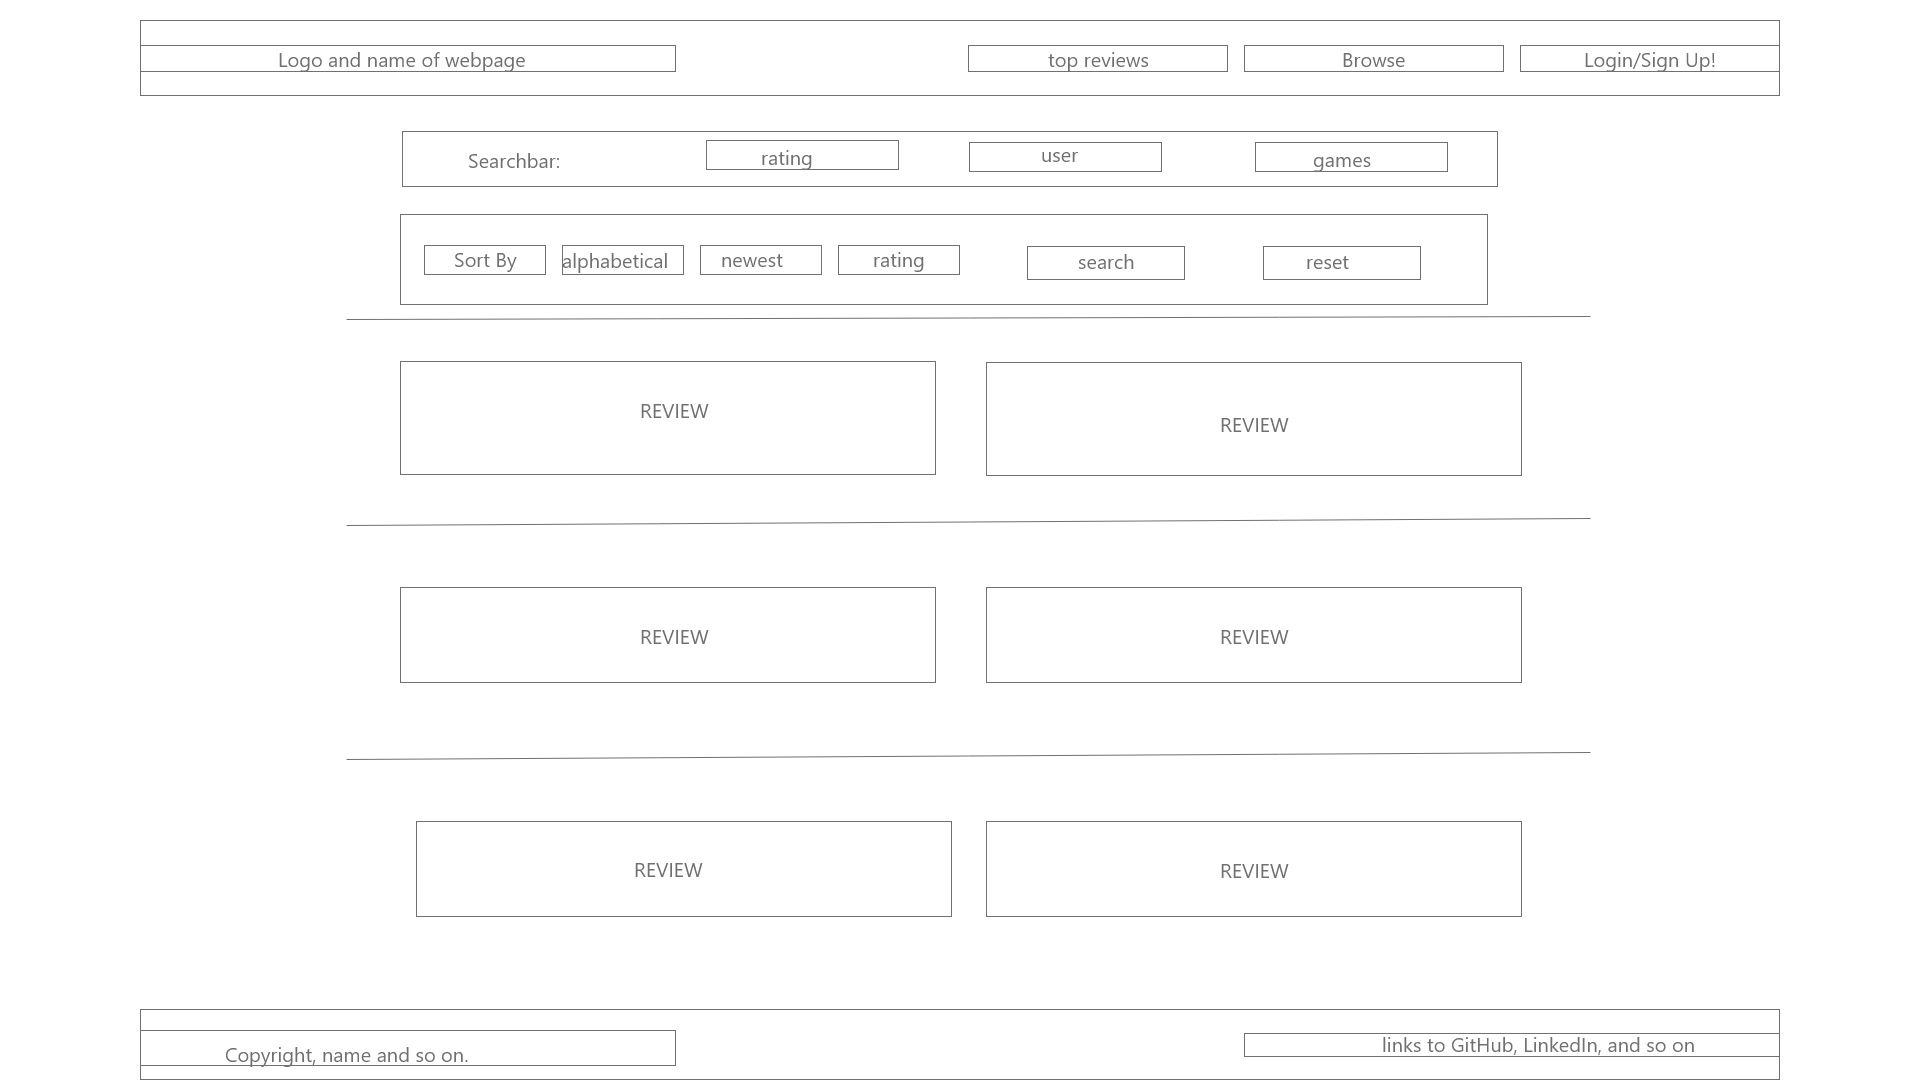 Logo and name of webpage
top reviews
Browse
Login/Sign Up!
Searchbar:
rating
user
games
Sort By
alphabetical
newest
rating
search
reset
REVIEW
REVIEW
REVIEW
REVIEW
REVIEW
REVIEW
Copyright, name and so on.
links to GitHub, LinkedIn, and so on